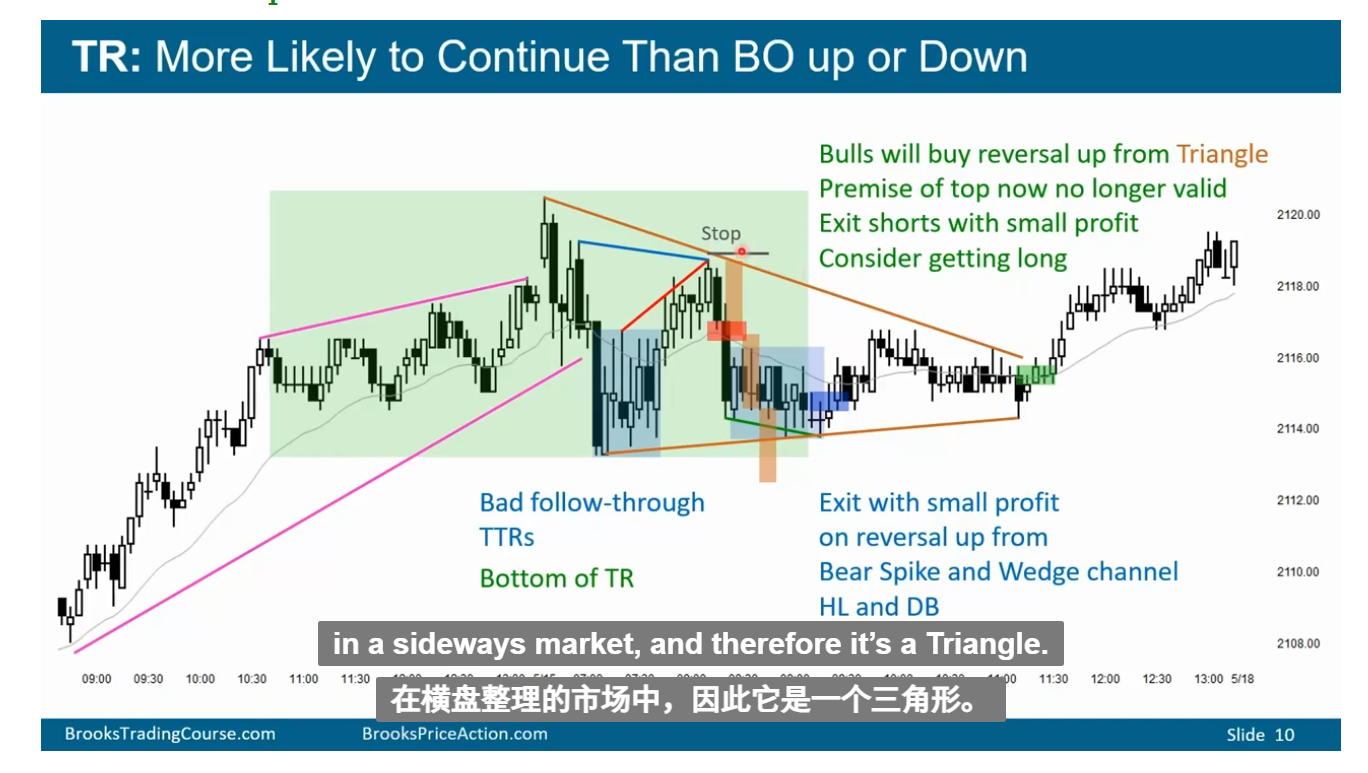 TR: More Likely to Continue Than BO up or Down
Bulls will buy reversal up from Triangle
Premise of top now no longer valid
Exit shorts with small profit
Consider getting long
Stop
2120.00
2118.00
2116.00
2114.00
2112.00
2110.00
2108.00
Bad follow-through
TTRs
Bottom of TR
Exit with small profit
on reversal up from
Bear Spike and Wedge channel
HL and DB
in a sideways market, and therefore it's a Triangle.
09:00 09:30 10:00 10:30 11:00 11:30 11:30 12:00 12:30 13:00 5/18
在横盘整理的市场中，因此它是一个三角形。
BrooksTradingCourse.com BrooksPriceAction.com Slide 10